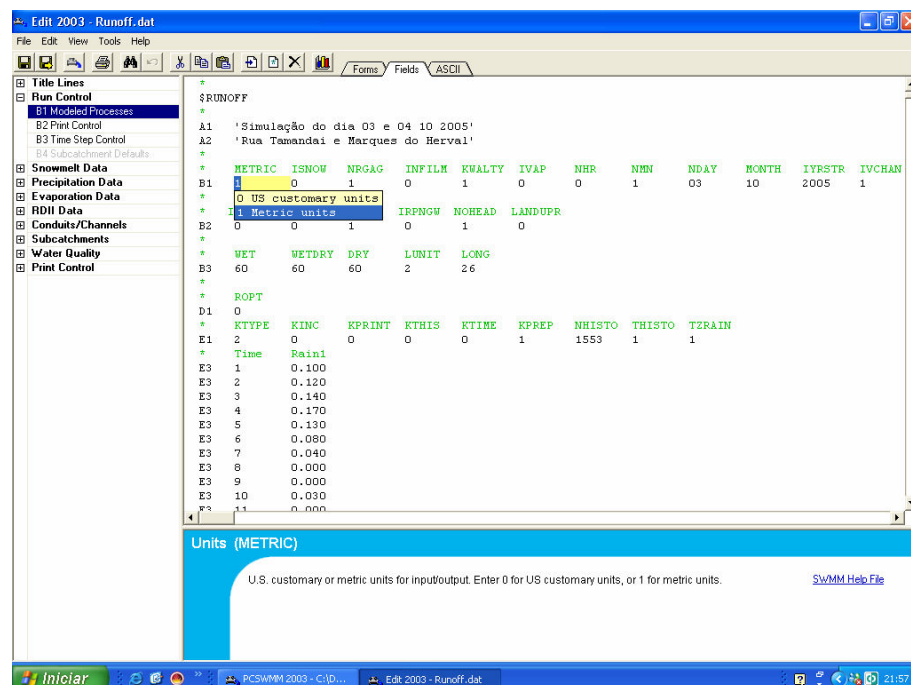 Edit 2003 - Runoff.dat
File Edit View Tools Help
Forms Fields ASCII
Title Lines
Run Control
B1 Modeled Processes
B2 Print Control
B3 Time Step Control
B4 Subcatchment Defaults
Snowmelt Data
Precipitation Data
Evaporation Data
RDII Data
Conduits/Channels
Subcatchments
Water Quality
Print Control
*
$RUNOFF
*
A1 'Simulação do dia 03 e 04 10 2005'
A2 'Rua Tamandai e Marques do Herval'
*
* METRIC ISNOW NRGAG INFILM KWALTY IVAP NHR NMN NDAY MONTH IYRSTR IVCHAN
B1 1 0 1 0 1 0 0 1 03 10 2005 1
* 0 US customary units
* 1 Metric units IRPNGW NOHEAD LANDUPR
B2 0 0 1 0 1 0
*
* WET WETDRY DRY LUNIT LONG
B3 60 60 60 2 26
*
* ROPT
D1 0
* KTYPE KINC KPRINT KTHIS KTIME KPREP NHISTO THISTO TZRAIN
E1 2 0 0 0 0 1 1553 1 1
* Time Rain1
E3 1 0.100
E3 2 0.120
E3 3 0.140
E3 4 0.170
E3 5 0.130
E3 6 0.080
E3 7 0.040
E3 8 0.000
E3 9 0.000
E3 10 0.030
E3 11 0.000
Units (METRIC)
U.S. customary or metric units for input/output. Enter 0 for US customary units, or 1 for metric units.
SWMM Help File
Iniciar
PCSWMM 2003 - C:\D...
Edit 2003 - Runoff.dat
21:57